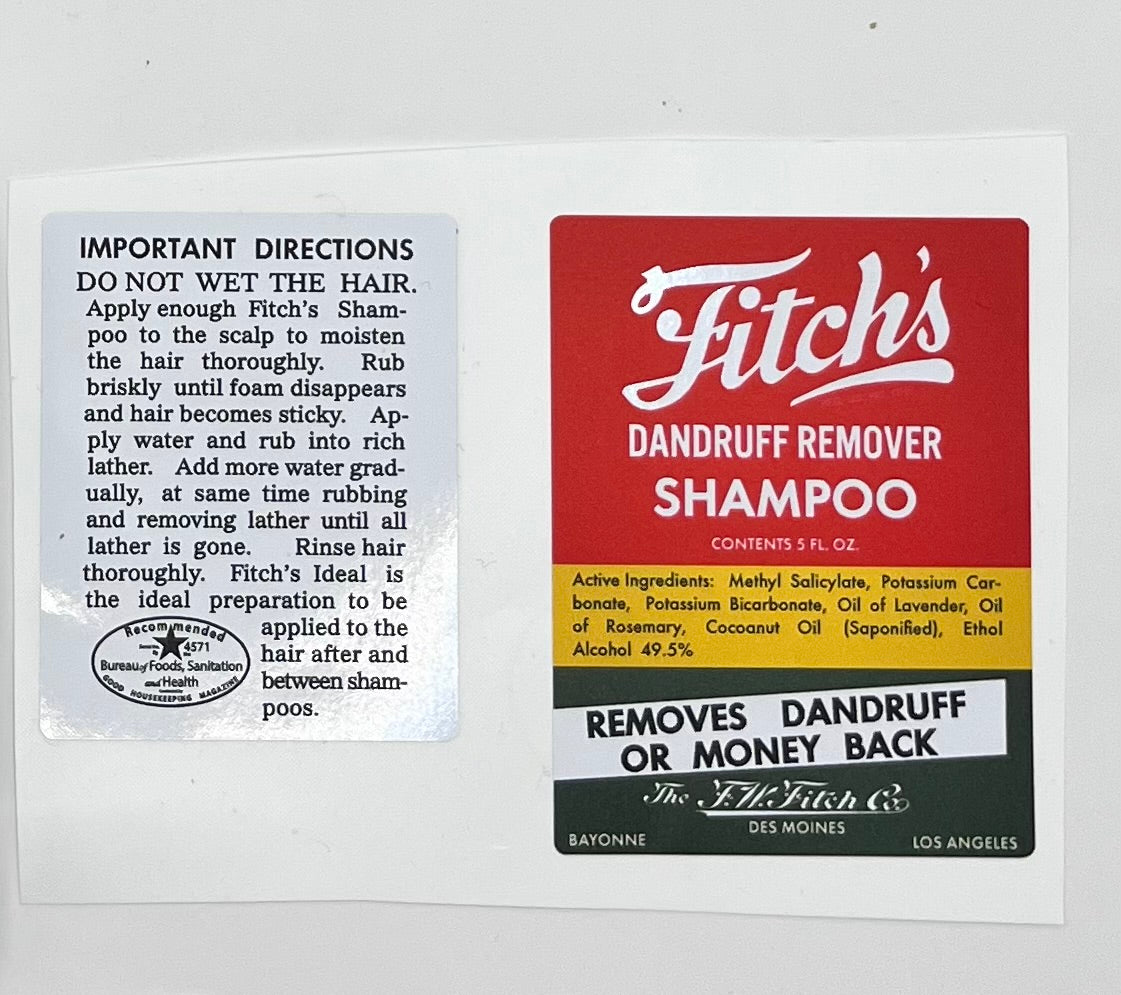 IMPORTANT DIRECTIONS
DO NOT WET THE HAIR.
Apply enough Fitch's Sham-
poo to the scalp to moisten
the hair thoroughly. Rub
briskly until foam disappears
and hair becomes sticky. Ap-
ply water and rub into rich
lather. Add more water grad-
ually, at same time rubbing
and removing lather until all
lather is gone. Rinse hair
thoroughly. Fitch's Ideal is
the ideal preparation to be
applied to the
hair after and
between sham-
poos.
Recommended
4571
Bureau of Foods, Sanitation
and Health
GOOD HOUSEKEEPING MAGAZINE
Fitch's
DANDRUFF REMOVER
SHAMPOO
CONTENTS 5 FL. OZ.
Active Ingredients: Methyl Salicylate, Potassium Car-
bonate, Potassium Bicarbonate, Oil of Lavender, Oil
of Rosemary, Cocoanut Oil (Saponified), Ethol
Alcohol 49.5%
REMOVES DANDRUFF
OR MONEY BACK
The F.W. Fitch Co.
DES MOINES
BAYONNE LOS ANGELES